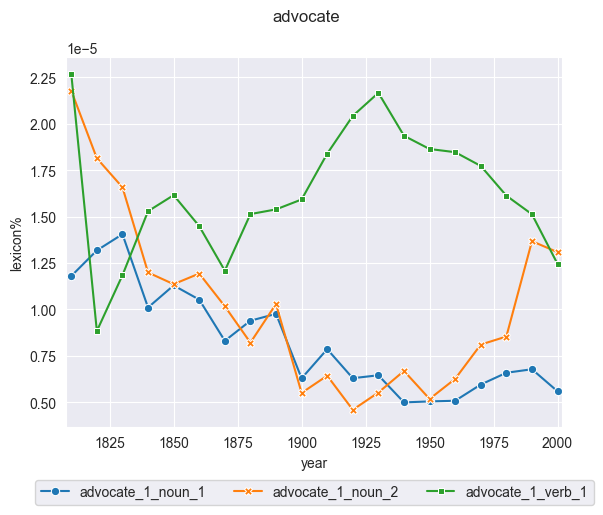 advocate
1e−5
2.25
2.00
1.75
1.50
1.25
1.00
0.75
0.50
lexicon%
1825 1850 1875 1900 1925 1950 1975 2000
year
advocate_1_noun_1 advocate_1_noun_2 advocate_1_verb_1